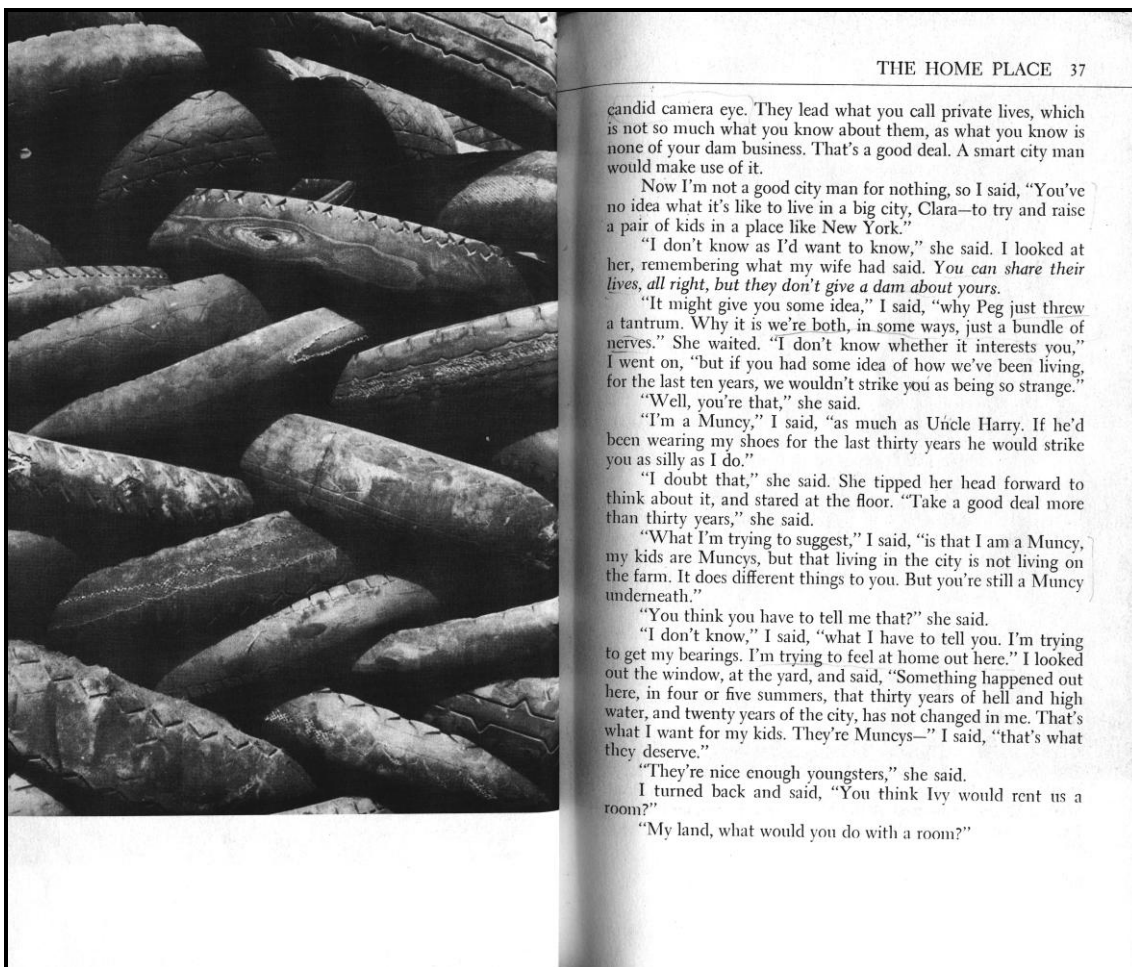 THE HOME PLACE 37
candid camera eye. They lead what you call private lives, which
is not so much what you know about them, as what you know is
none of your dam business. That's a good deal. A smart city man
would make use of it.
Now I'm not a good city man for nothing, so I said, “You've
no idea what it's like to live in a big city, Clara—to try and raise
a pair of kids in a place like New York.”
“I don't know as I'd want to know,” she said. I looked at
her, remembering what my wife had said. You can share their
lives, all right, but they don't give a dam about yours.
“It might give you some idea,” I said, “why Peg just threw
a tantrum. Why it is we're both, in some ways, just a bundle of
nerves.” She waited. “I don't know whether it interests you,”
I went on, “but if you had some idea of how we've been living,
for the last ten years, we wouldn't strike you as being so strange.”
“Well, you're that,” she said.
“I'm a Muncy,” I said, “as much as Uncle Harry. If he'd
been wearing my shoes for the last thirty years he would strike
you as silly as I do.”
“I doubt that,” she said. She tipped her head forward to
think about it, and stared at the floor. “Take a good deal more
than thirty years,” she said.
“What I'm trying to suggest,” I said, “is that I am a Muncy,
my kids are Muncys, but that living in the city is not living on
the farm. It does different things to you. But you're still a Muncy
underneath.”
“You think you have to tell me that?” she said.
“I don't know,” I said, “what I have to tell you. I'm trying
to get my bearings. I'm trying to feel at home out here.” I looked
out the window, at the yard, and said, “Something happened out
here, in four or five summers, that thirty years of hell and high
water, and twenty years of the city, has not changed in me. That's
what I want for my kids. They're Muncys—” I said, “that's what
they deserve.”
“They're nice enough youngsters,” she said.
I turned back and said, “You think Ivy would rent us a
room?”
“My land, what would you do with a room?”